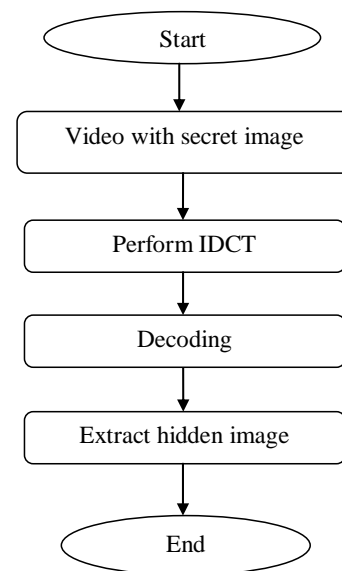 Start
Video with secret image
Perform IDCT
Decoding
Extract hidden image
End